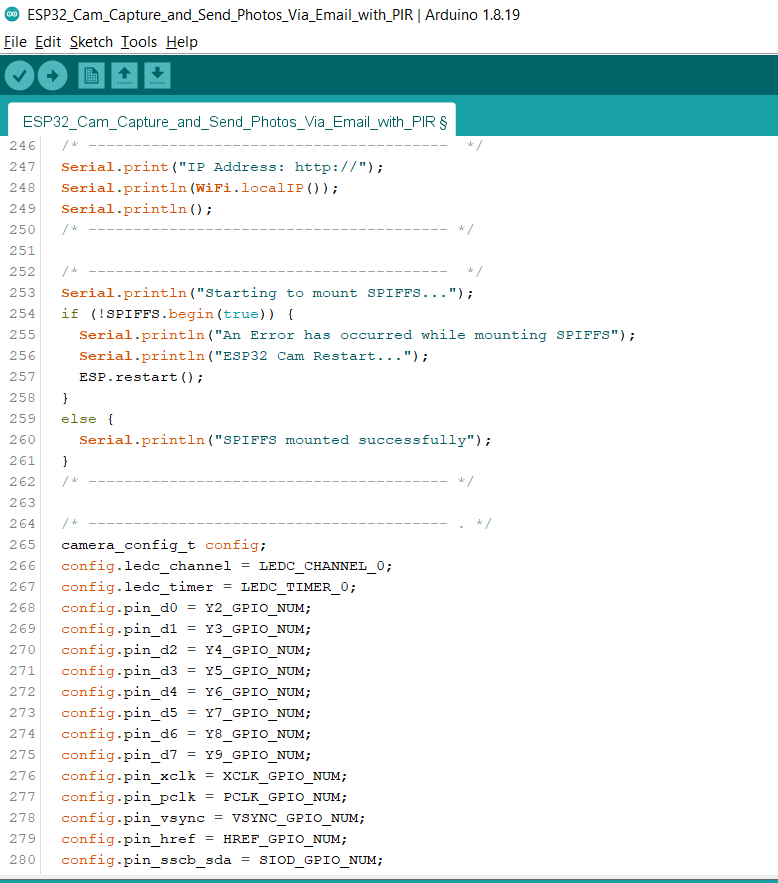 ESP32_Cam_Capture_and_Send_Photos_Via_Email_with_PIR | Arduino 1.8.19
File Edit Sketch Tools Help
ESP32_Cam_Capture_and_Send_Photos_Via_Email_with_PIR §
246 /* ---------------------------------------- */
247 Serial.print("IP Address: http://");
248 Serial.println(WiFi.localIP());
249 Serial.println();
250 /* ---------------------------------------- */
251
252 /* ---------------------------------------- */
253 Serial.println("Starting to mount SPIFFS...");
254 if (!SPIFFS.begin(true)) {
255 Serial.println("An Error has occurred while mounting SPIFFS");
256 Serial.println("ESP32 Cam Restart...");
257 ESP.restart();
258 }
259 else {
260 Serial.println("SPIFFS mounted successfully");
261 }
262 /* ---------------------------------------- */
263
264 /* ---------------------------------------- . */
265 camera_config_t config;
266 config.ledc_channel = LEDC_CHANNEL_0;
267 config.ledc_timer = LEDC_TIMER_0;
268 config.pin_d0 = Y2_GPIO_NUM;
269 config.pin_d1 = Y3_GPIO_NUM;
270 config.pin_d2 = Y4_GPIO_NUM;
271 config.pin_d3 = Y5_GPIO_NUM;
272 config.pin_d4 = Y6_GPIO_NUM;
273 config.pin_d5 = Y7_GPIO_NUM;
274 config.pin_d6 = Y8_GPIO_NUM;
275 config.pin_d7 = Y9_GPIO_NUM;
276 config.pin_xclk = XCLK_GPIO_NUM;
277 config.pin_pclk = PCLK_GPIO_NUM;
278 config.pin_vsync = VSYNC_GPIO_NUM;
279 config.pin_href = HREF_GPIO_NUM;
280 config.pin_sscb_sda = SIOD_GPIO_NUM;